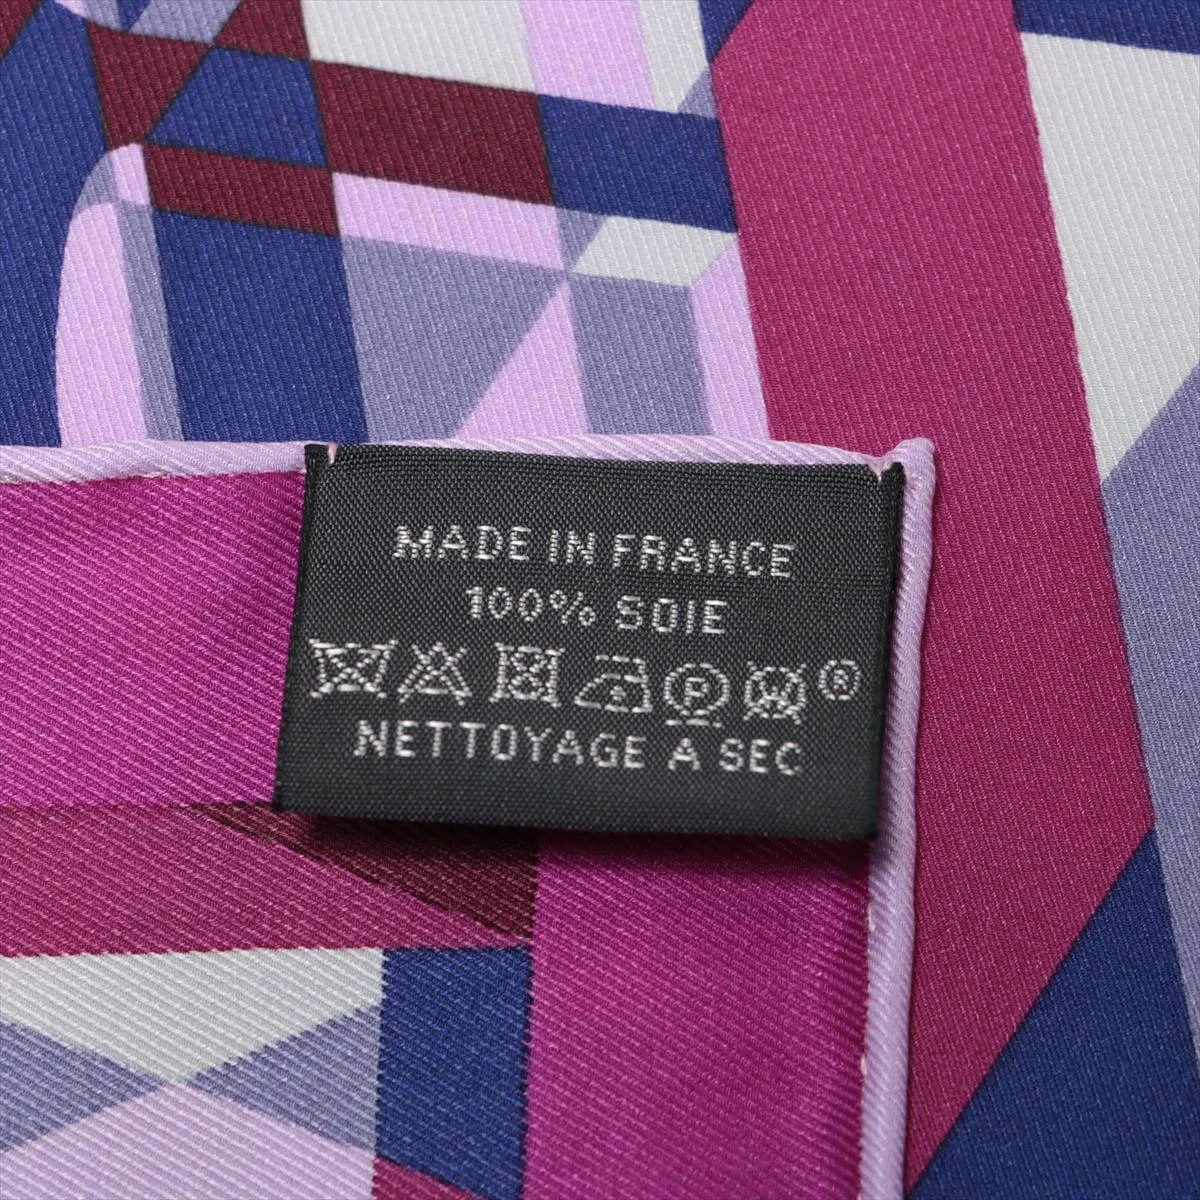 MADE IN FRANCE
100% SOIE
P W ®
NETTOYAGE A SEC